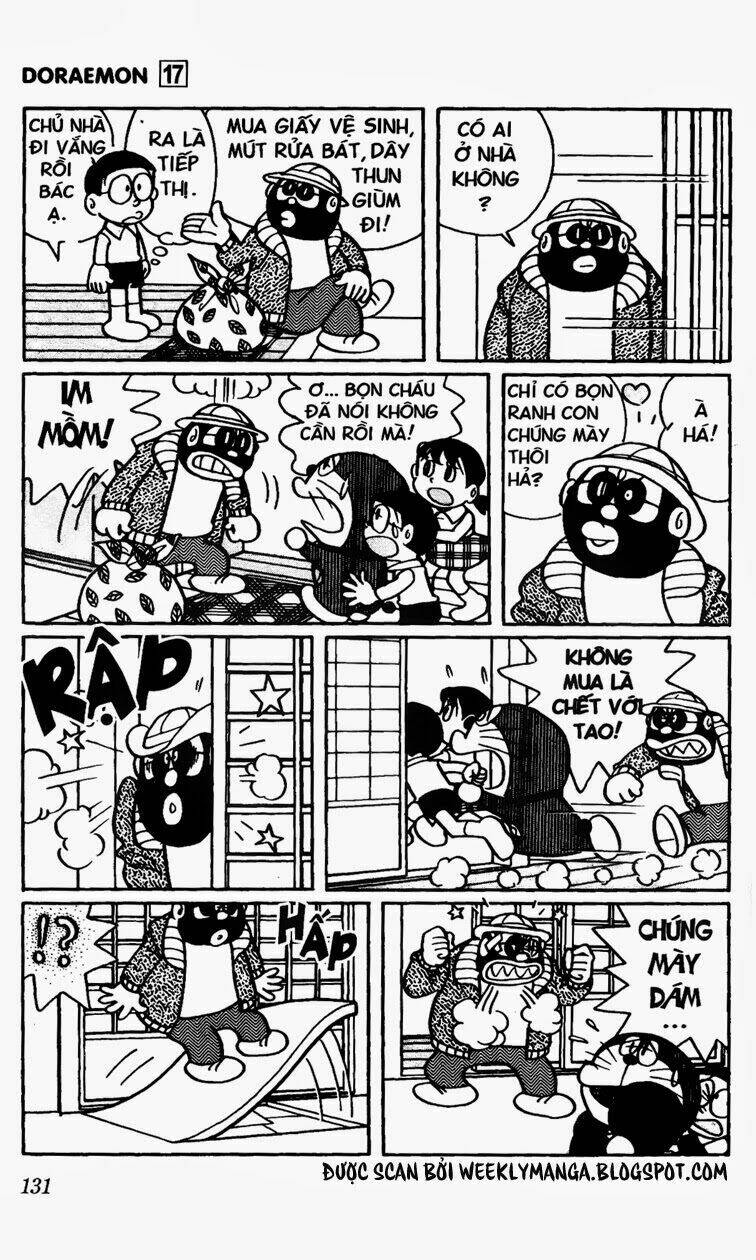 DORAEMON 17
CÓ AI
Ở NHÀ
KHÔNG
?
MUA GIẤY VỆ SINH,
MÚT RỬA BÁT, DÂY
THUN
GIÙM
ĐI!
RA LÀ
TIẾP
THỊ.
CHỦ NHÀ
ĐI VẮNG
RỒI
BÁC
Ạ.
À
HÁ!
CHỈ CÓ BỌN
RANH CON
CHÚNG MÀY
THÔI
HẢ?
Ơ... BỌN CHÁU
ĐÃ NÓI KHÔNG
CẦN RỒI MÀ!
IM
MỒM!
KHÔNG
MUA LÀ
CHẾT VỚI
TAO!
RẬP
CHÚNG
MÀY
DÁM
...
HẤP
!?
131
ĐƯỢC SCAN BỞI WEEKLYMANGA.BLOGSPOT.COM